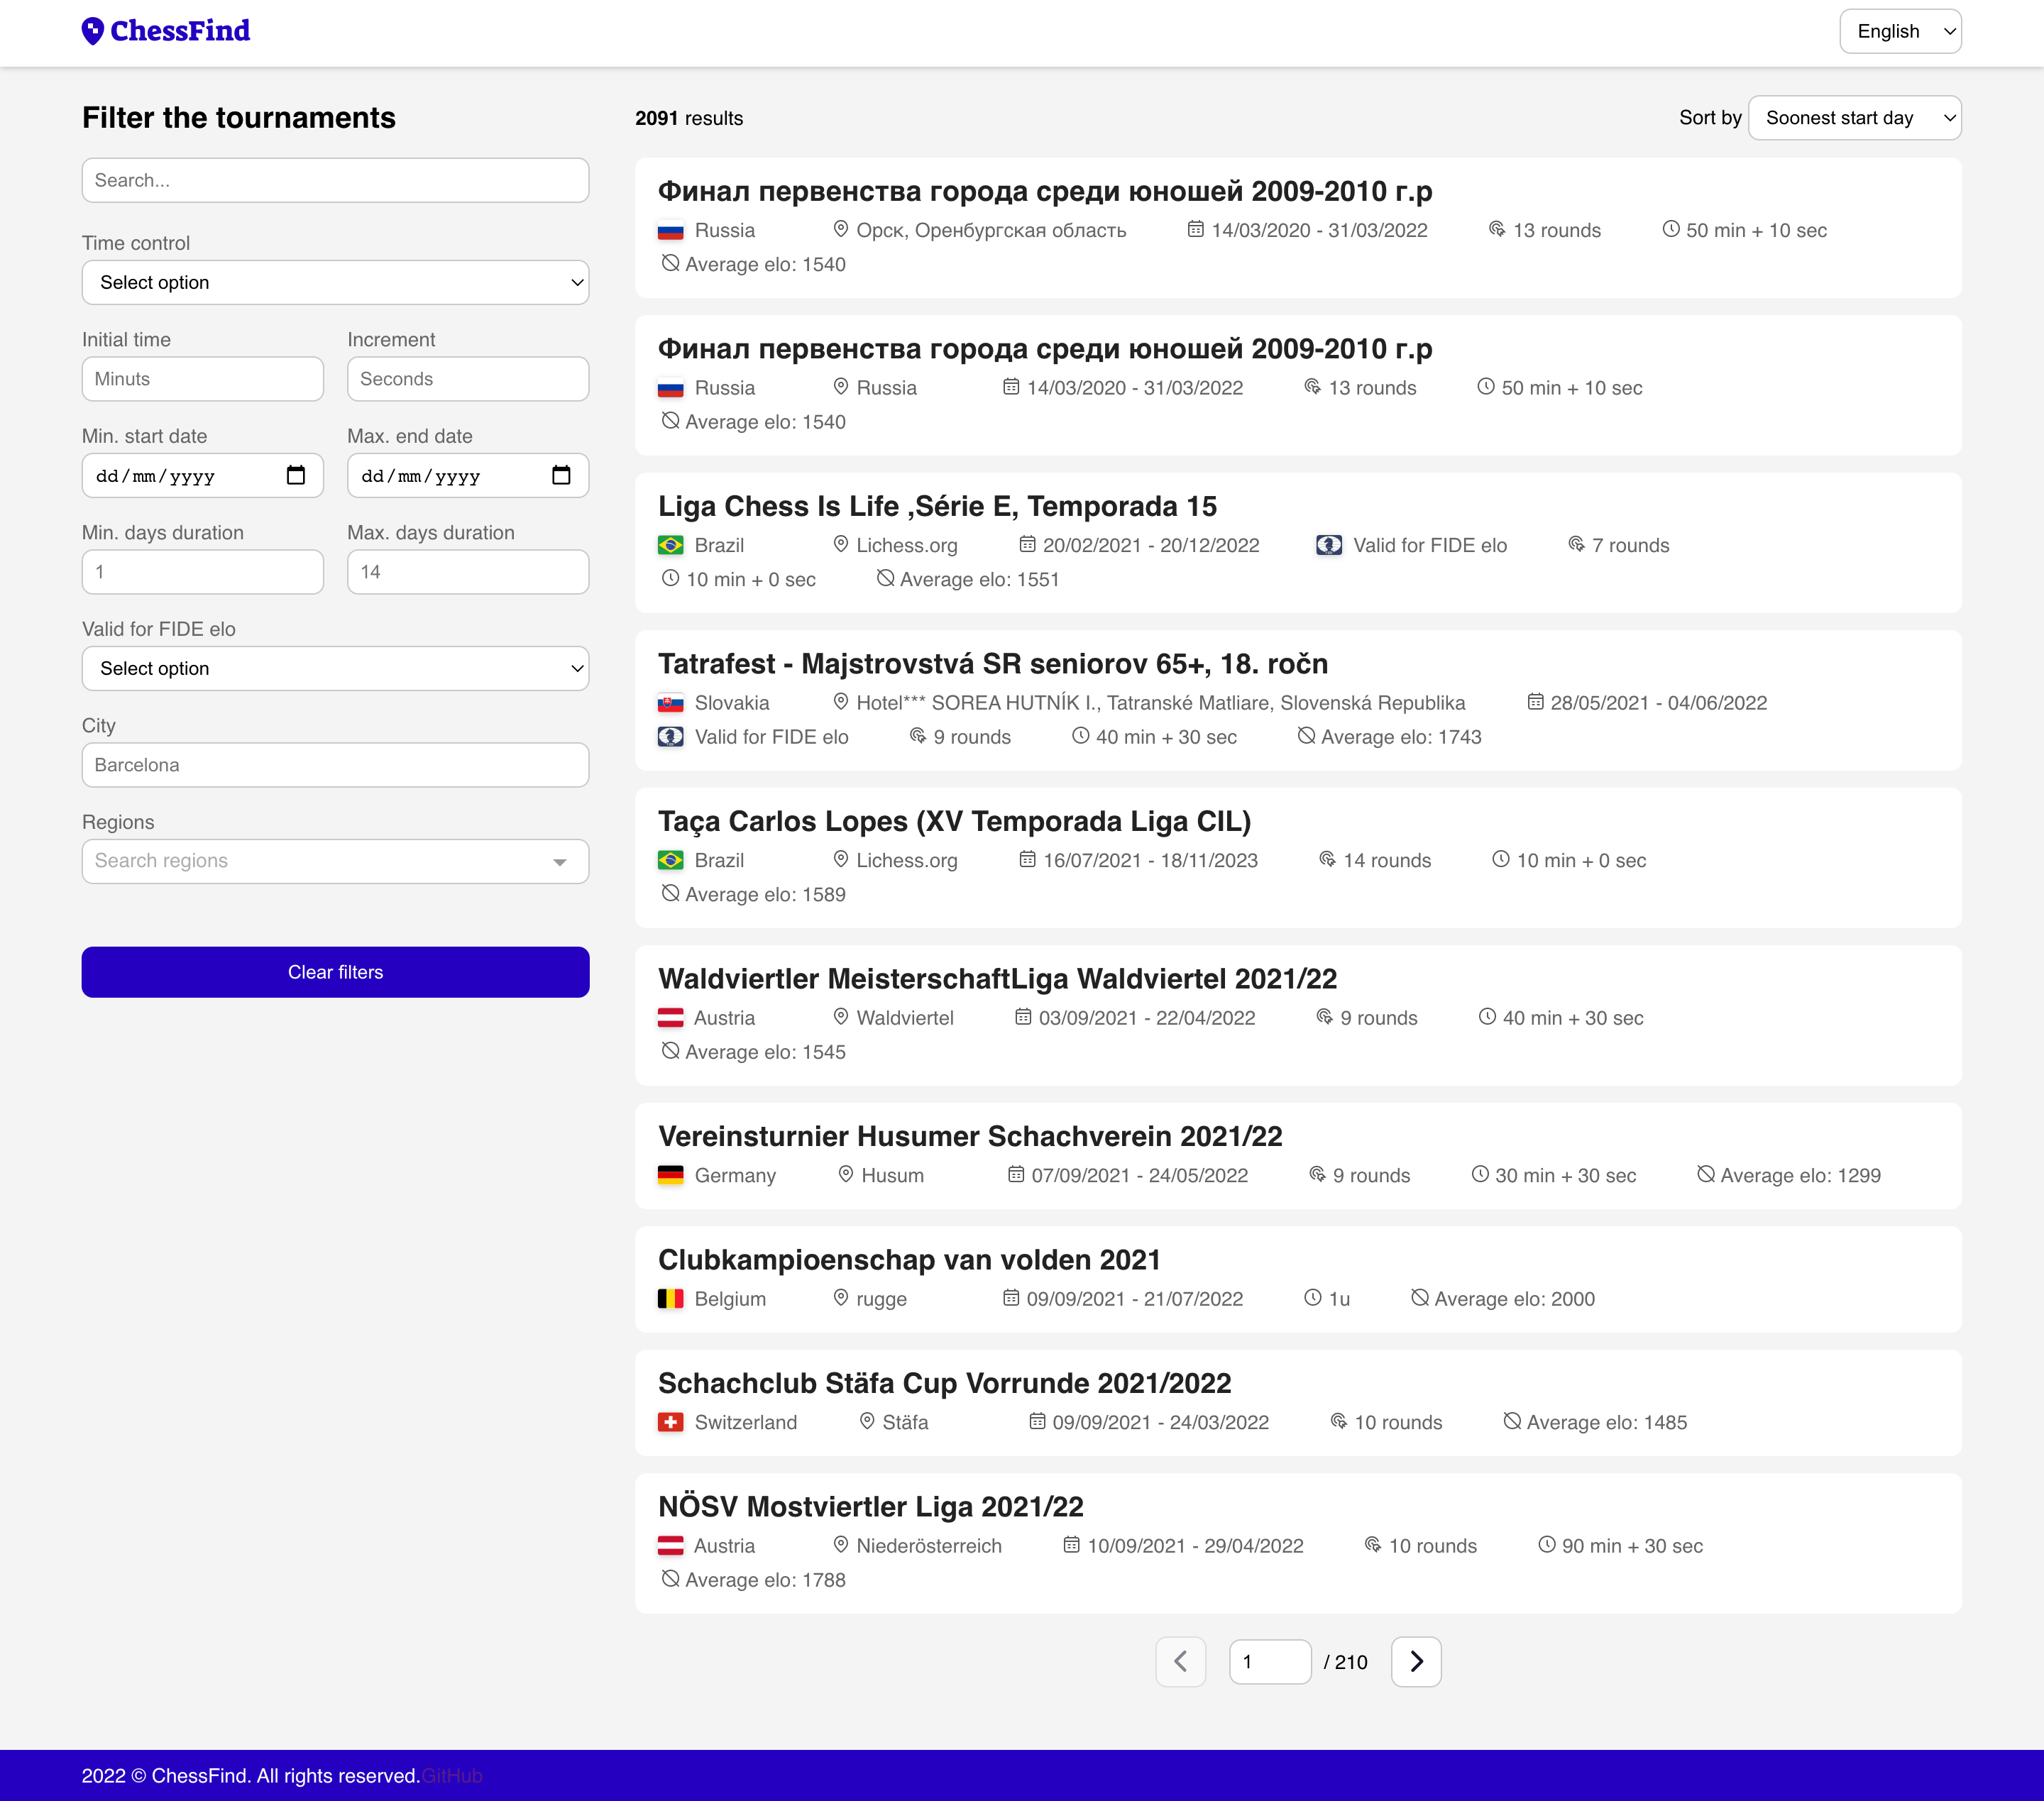 ChessFind
English
Filter the tournaments
Search...
Time control
Select option
Initial time Increment
Minuts Seconds
Min. start date Max. end date
dd/mm/yyyy dd/mm/yyyy
Min. days duration Max. days duration
1 14
Valid for FIDE elo
Select option
City
Barcelona
Regions
Search regions
Clear filters
2091 results
Sort by Soonest start day
Финал первенства города среди юношей 2009-2010 г.р
Russia Орск, Оренбургская область 14/03/2020 - 31/03/2022 13 rounds 50 min + 10 sec
Average elo: 1540
Финал первенства города среди юношей 2009-2010 г.р
Russia Russia 14/03/2020 - 31/03/2022 13 rounds 50 min + 10 sec
Average elo: 1540
Liga Chess Is Life ,Série E, Temporada 15
Brazil Lichess.org 20/02/2021 - 20/12/2022 Valid for FIDE elo 7 rounds
10 min + 0 sec Average elo: 1551
Tatrafest - Majstrovstvá SR seniorov 65+, 18. ročn
Slovakia Hotel*** SOREA HUTNÍK I., Tatranské Matliare, Slovenská Republika 28/05/2021 - 04/06/2022
Valid for FIDE elo 9 rounds 40 min + 30 sec Average elo: 1743
Taça Carlos Lopes (XV Temporada Liga CIL)
Brazil Lichess.org 16/07/2021 - 18/11/2023 14 rounds 10 min + 0 sec
Average elo: 1589
Waldviertler MeisterschaftLiga Waldviertel 2021/22
Austria Waldviertel 03/09/2021 - 22/04/2022 9 rounds 40 min + 30 sec
Average elo: 1545
Vereinsturnier Husumer Schachverein 2021/22
Germany Husum 07/09/2021 - 24/05/2022 9 rounds 30 min + 30 sec Average elo: 1299
Clubkampioenschap van volden 2021
Belgium rugge 09/09/2021 - 21/07/2022 1u Average elo: 2000
Schachclub Stäfa Cup Vorrunde 2021/2022
Switzerland Stäfa 09/09/2021 - 24/03/2022 10 rounds Average elo: 1485
NÖSV Mostviertler Liga 2021/22
Austria Niederösterreich 10/09/2021 - 29/04/2022 10 rounds 90 min + 30 sec
Average elo: 1788
1 / 210
2022 © ChessFind. All rights reserved.GitHub